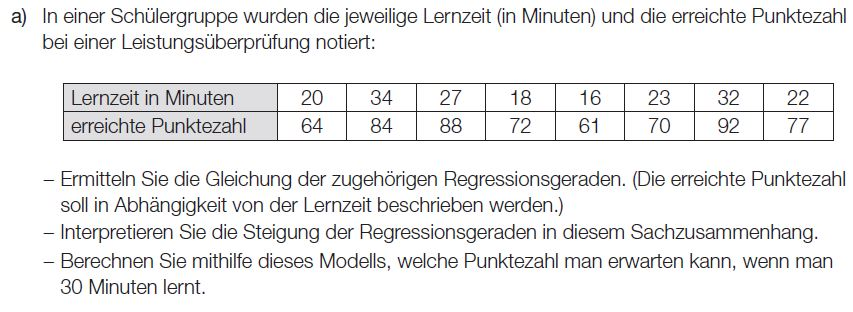 a) In einer Schülergruppe wurden die jeweilige Lernzeit (in Minuten) und die erreichte Punktezahl
bei einer Leistungsüberprüfung notiert:
Lernzeit in Minuten 20 34 27 18 16 23 32 22
erreichte Punktezahl 64 84 88 72 61 70 92 77
– Ermitteln Sie die Gleichung der zugehörigen Regressionsgeraden. (Die erreichte Punktezahl
soll in Abhängigkeit von der Lernzeit beschrieben werden.)
– Interpretieren Sie die Steigung der Regressionsgeraden in diesem Sachzusammenhang.
– Berechnen Sie mithilfe dieses Modells, welche Punktezahl man erwarten kann, wenn man
30 Minuten lernt.